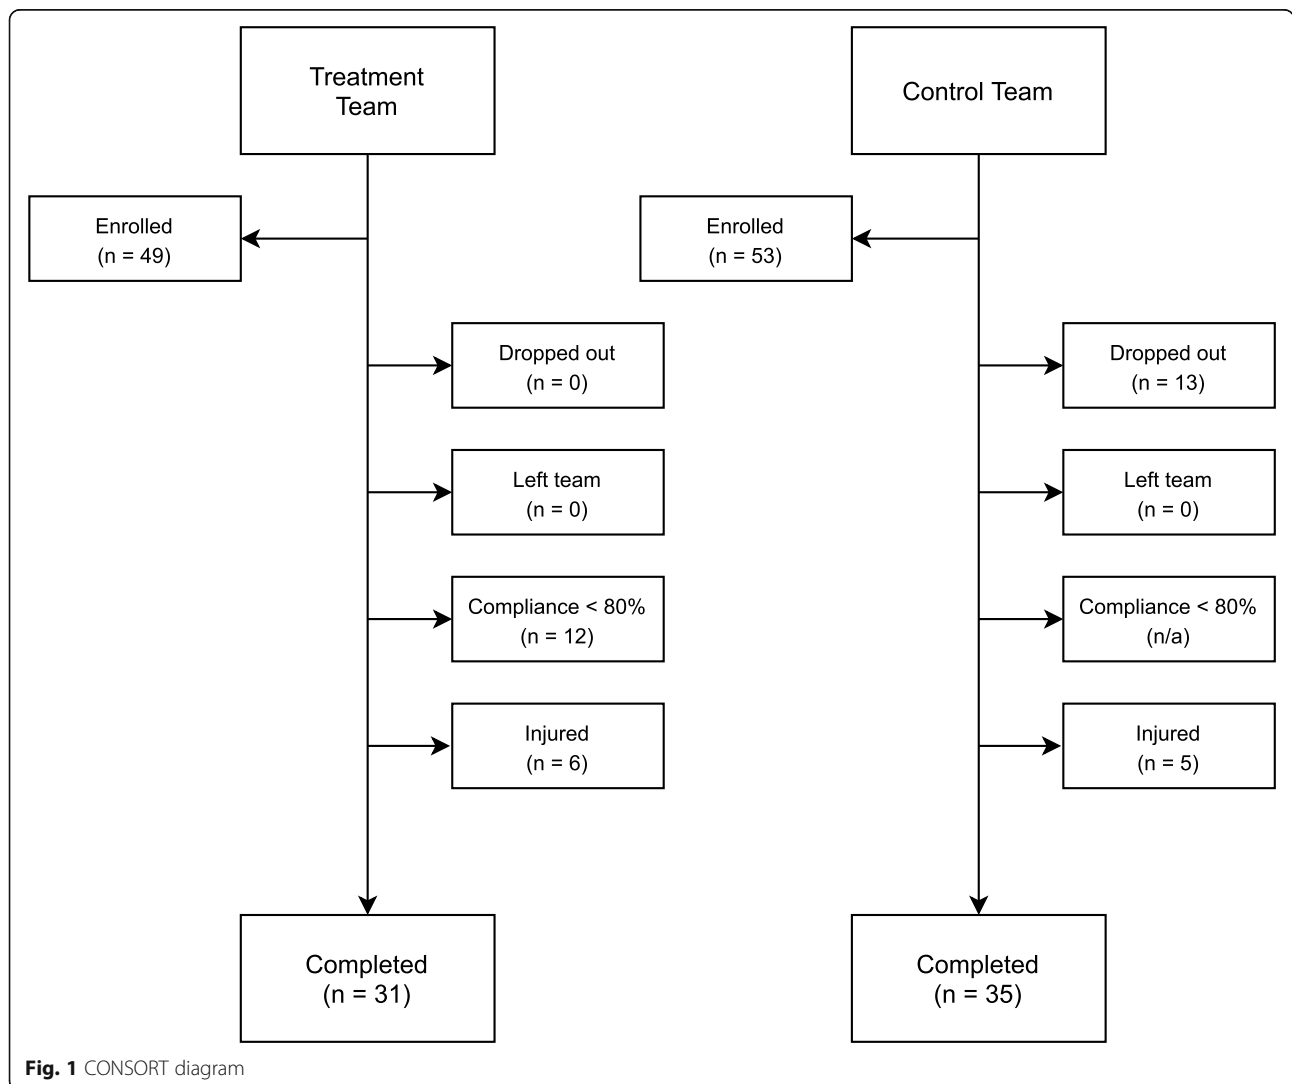 Treatment
Team
Enrolled
(n = 49)
Dropped out
(n = 0)
Left team
(n = 0)
Compliance < 80%
(n = 12)
Injured
(n = 6)
Completed
(n = 31)
Control Team
Enrolled
(n = 53)
Dropped out
(n = 13)
Left team
(n = 0)
Compliance < 80%
(n/a)
Injured
(n = 5)
Completed
(n = 35)
Fig. 1 CONSORT diagram